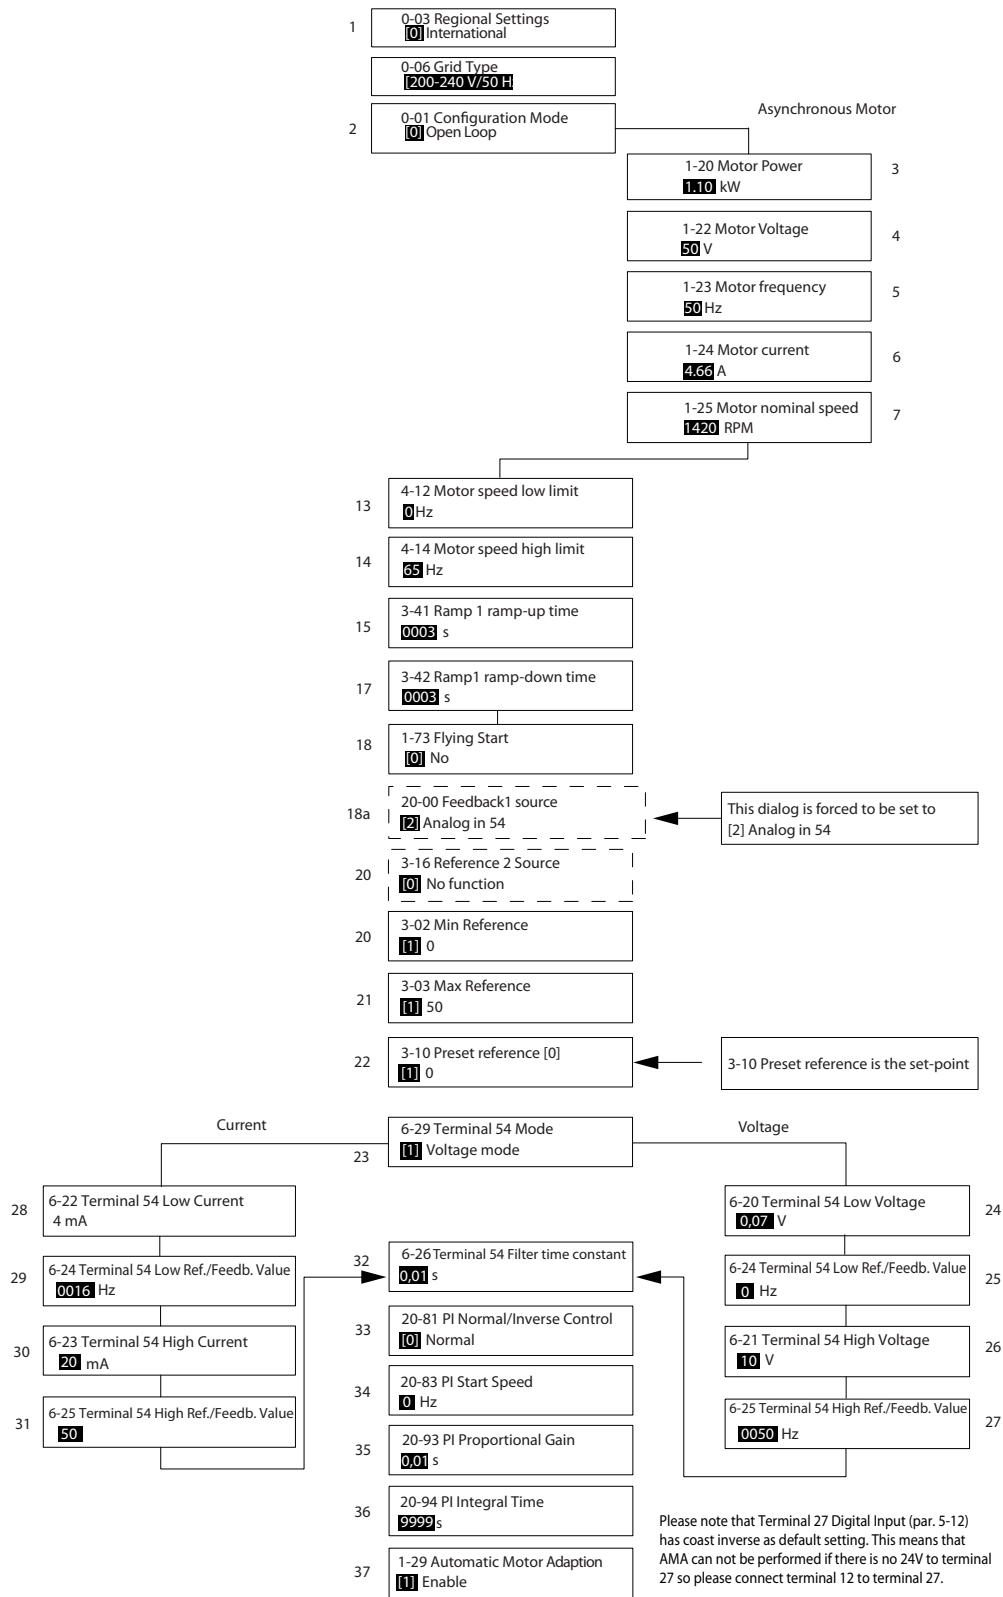 1
0-03 Regional Settings
[0] International
0-06 Grid Type
[200-240 V/50 H
2
0-01 Configuration Mode
[0] Open Loop
Asynchronous Motor
1-20 Motor Power
1.10 kW
3
1-22 Motor Voltage
50 V
4
1-23 Motor frequency
50 Hz
5
1-24 Motor current
4.66 A
6
1-25 Motor nominal speed
1420 RPM
7
13
4-12 Motor speed low limit
0 Hz
14
4-14 Motor speed high limit
65 Hz
15
3-41 Ramp 1 ramp-up time
0003 s
17
3-42 Ramp1 ramp-down time
0003 s
18
1-73 Flying Start
[0] No
18a
20-00 Feedback1 source
[2] Analog in 54
This dialog is forced to be set to
[2] Analog in 54
20
3-16 Reference 2 Source
[0] No function
20
3-02 Min Reference
[1] 0
21
3-03 Max Reference
[1] 50
22
3-10 Preset reference [0]
[1] 0
3-10 Preset reference is the set-point
Current
23
6-29 Terminal 54 Mode
[1] Voltage mode
Voltage
28
6-22 Terminal 54 Low Current
4 mA
29
6-24 Terminal 54 Low Ref./Feedb. Value
0016 Hz
30
6-23 Terminal 54 High Current
20 mA
31
6-25 Terminal 54 High Ref./Feedb. Value
50
6-20 Terminal 54 Low Voltage
0,07 V
24
6-24 Terminal 54 Low Ref./Feedb. Value
0 Hz
25
6-21 Terminal 54 High Voltage
10 V
26
6-25 Terminal 54 High Ref./Feedb. Value
0050 Hz
27
32
6-26 Terminal 54 Filter time constant
0,01 s
33
20-81 PI Normal/Inverse Control
[0] Normal
34
20-83 PI Start Speed
0 Hz
35
20-93 PI Proportional Gain
0,01 s
36
20-94 PI Integral Time
9999 s
37
1-29 Automatic Motor Adaption
[1] Enable
Please note that Terminal 27 Digital Input (par. 5-12)
has coast inverse as default setting. This means that
AMA can not be performed if there is no 24V to terminal
27 so please connect terminal 12 to terminal 27.